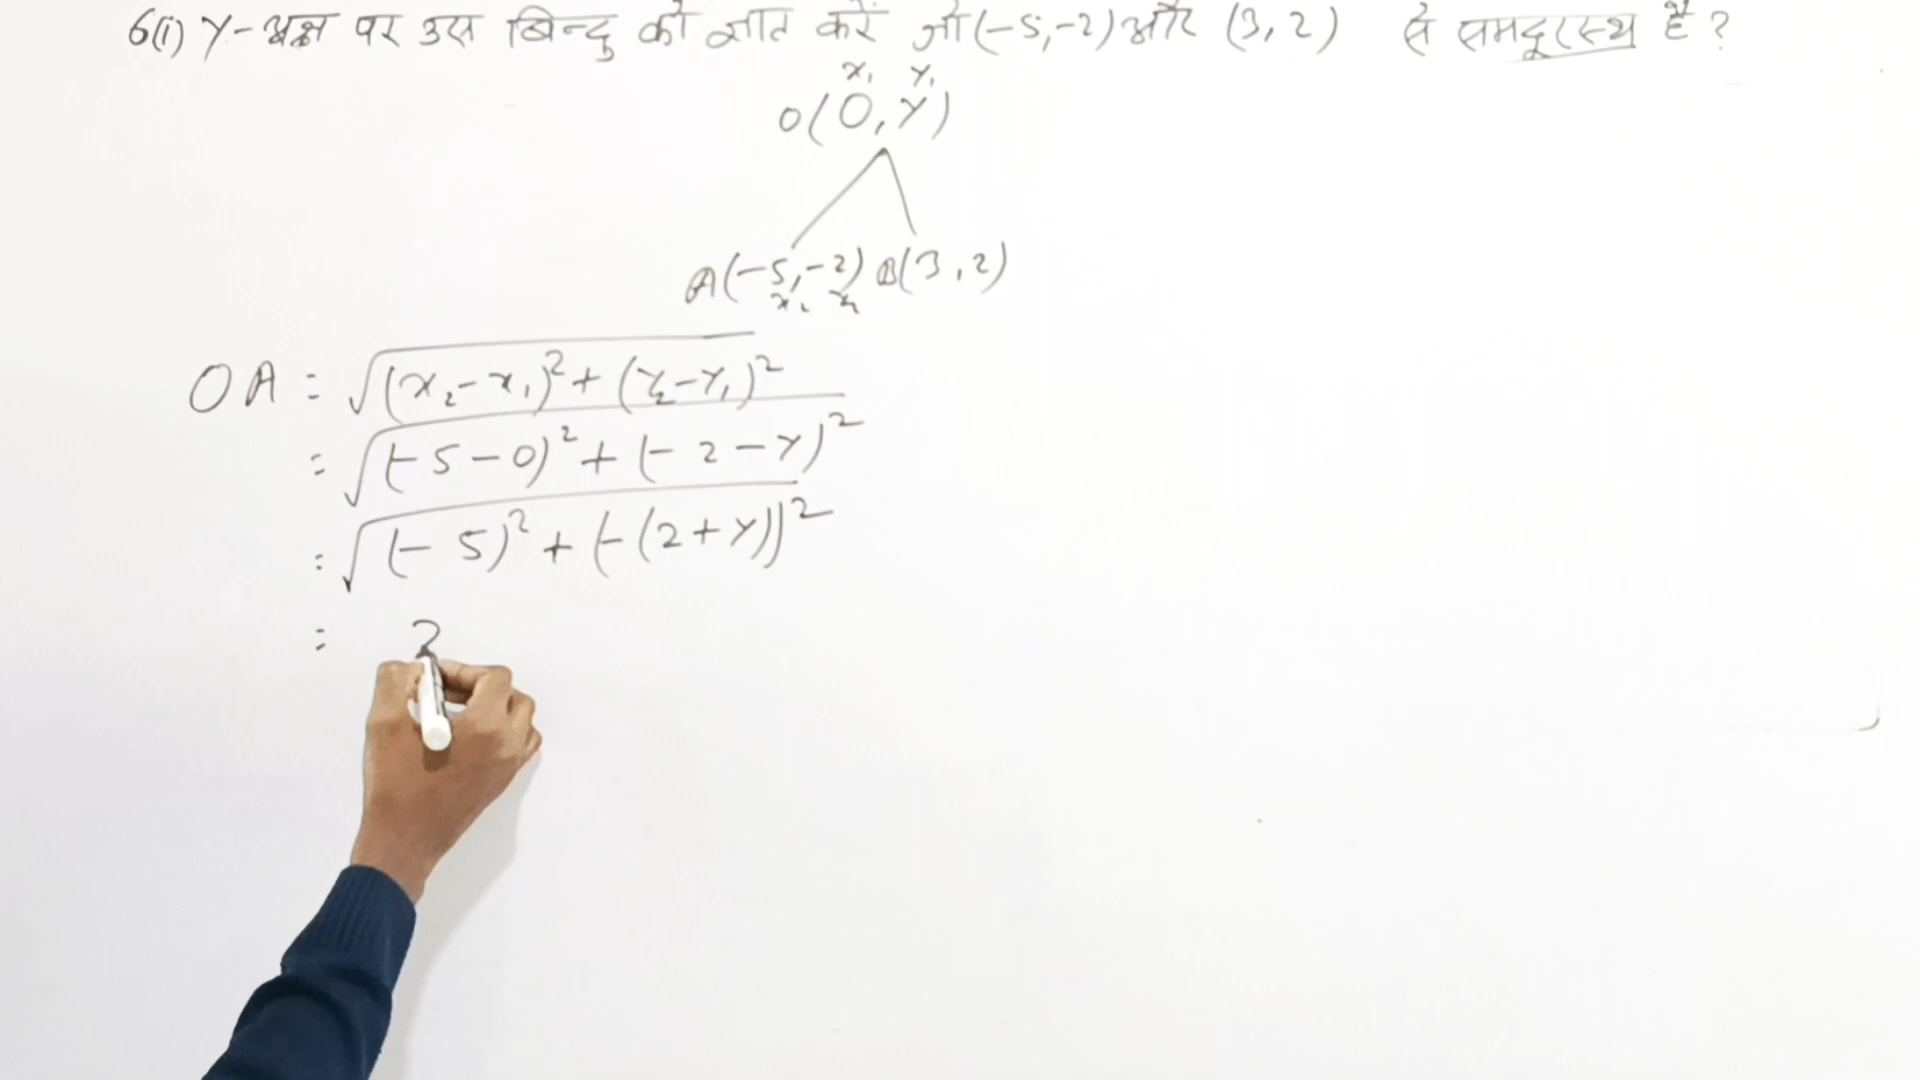 6(i) Y-अक्ष पर उस बिन्दु को ज्ञात करें जो (-5,-2) और (3, 2) से समदूरस्थ हैं ?
x₁ y₁
O(0, y)
A(-5,-2) B(3, 2)
x₂ y₂
OA = √(x₂-x₁)² + (y₂-y₁)²
= √(-5-0)² + (-2-y)²
= √(-5)² + (-(2+y))²
= 2